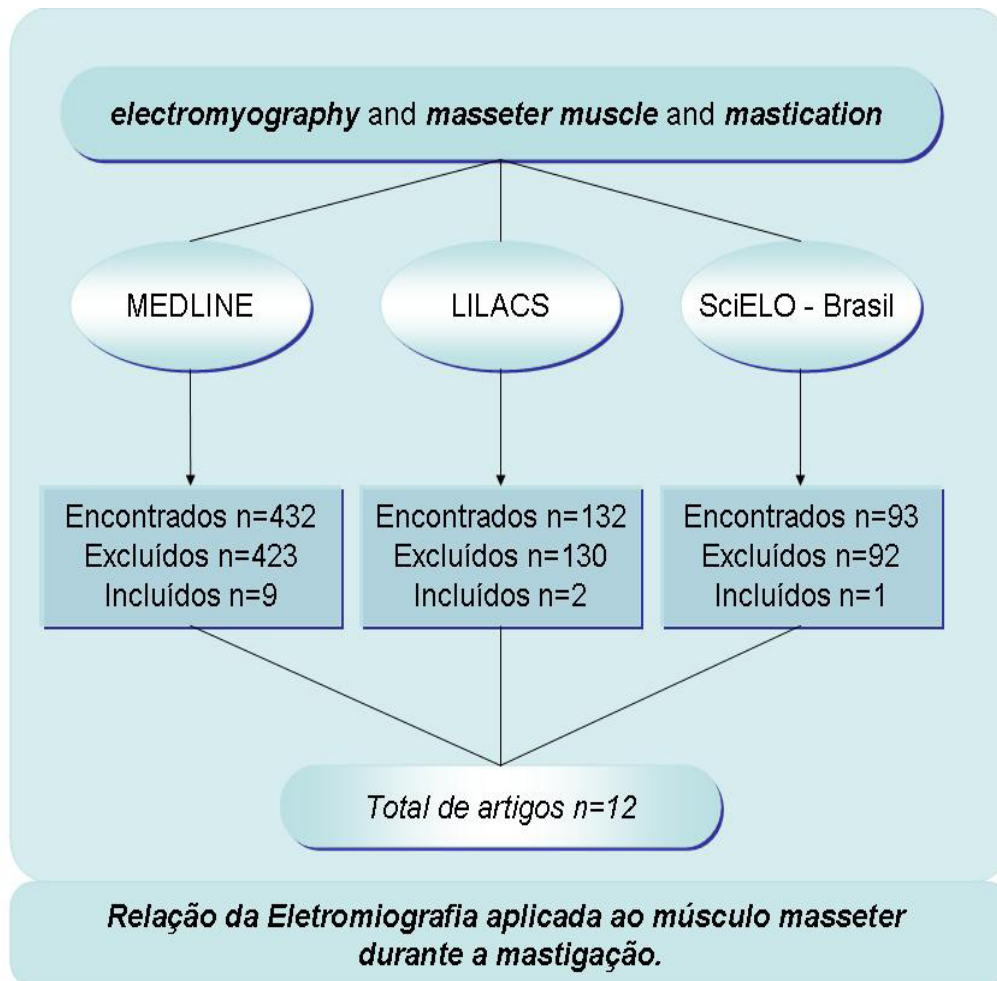 electromyography and masseter muscle and mastication
MEDLINE
LILACS
SciELO - Brasil
Encontrados n=432
Excluídos n=423
Incluídos n=9
Encontrados n=132
Excluídos n=130
Incluídos n=2
Encontrados n=93
Excluídos n=92
Incluídos n=1
Total de artigos n=12
Relação da Eletromiografia aplicada ao músculo masseter
durante a mastigação.